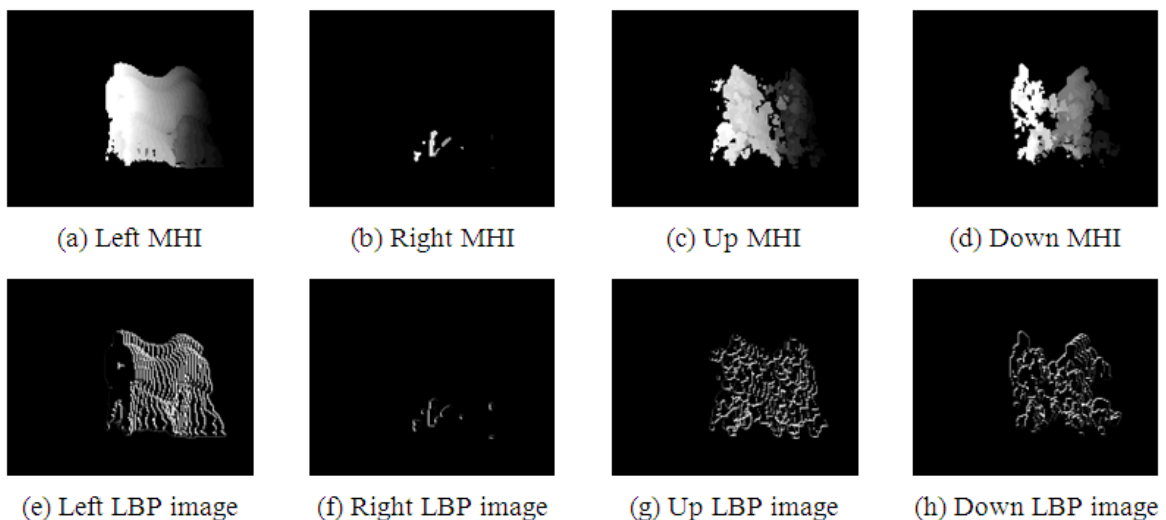 (a) Left MHI
(b) Right MHI
(c) Up MHI
(d) Down MHI
(e) Left LBP image
(f) Right LBP image
(g) Up LBP image
(h) Down LBP image